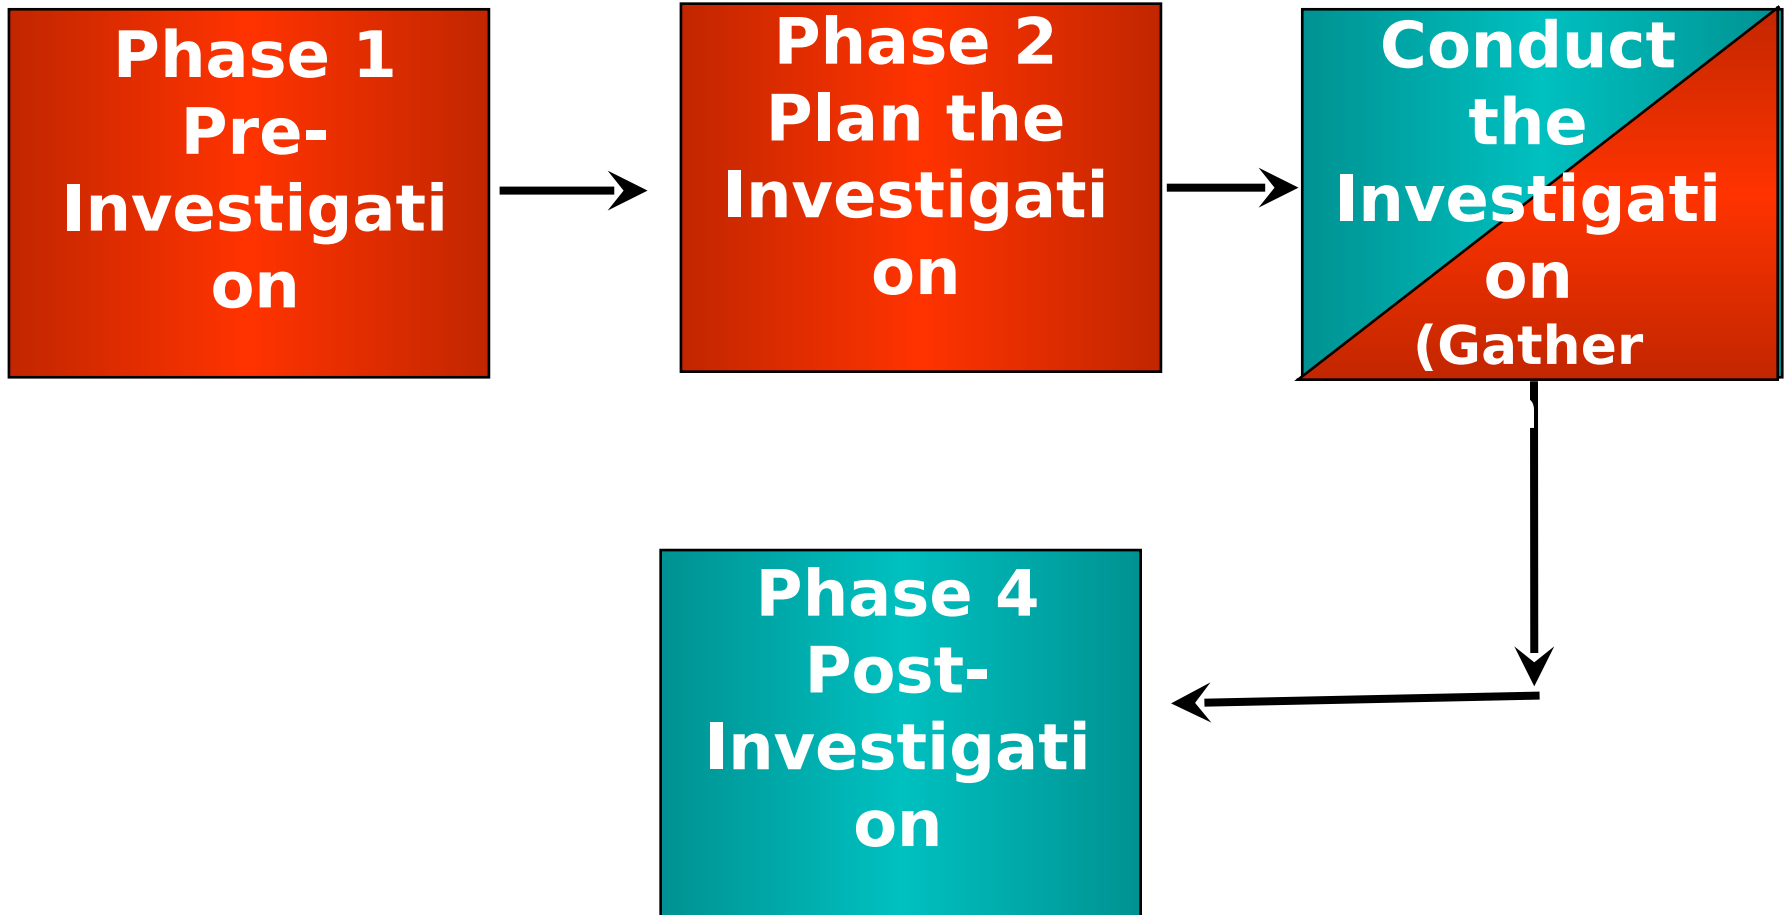 Phase 1
Pre-
Investigati
on
Phase 2
Plan the
Investigati
on
Conduct
the
Investigati
on
(Gather
Phase 4
Post-
Investigati
on